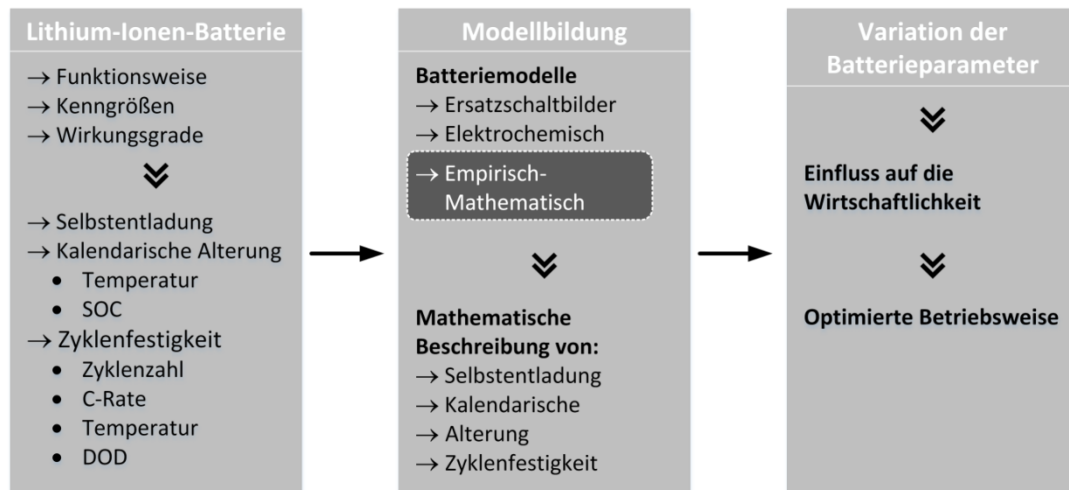 Lithium-Ionen-Batterie
→ Funktionsweise
→ Kenngrößen
→ Wirkungsgrade
→ Selbstentladung
→ Kalendarische Alterung
• Temperatur
• SOC
→ Zyklenfestigkeit
• Zyklenzahl
• C-Rate
• Temperatur
• DOD
Modellbildung
Batteriemodelle
→ Ersatzschaltbilder
→ Elektrochemisch
→ Empirisch-
Mathematisch
Mathematische
Beschreibung von:
→ Selbstentladung
→ Kalendarische
→ Alterung
→ Zyklenfestigkeit
Variation der
Batterieparameter
Einfluss auf die
Wirtschaftlichkeit
Optimierte Betriebsweise